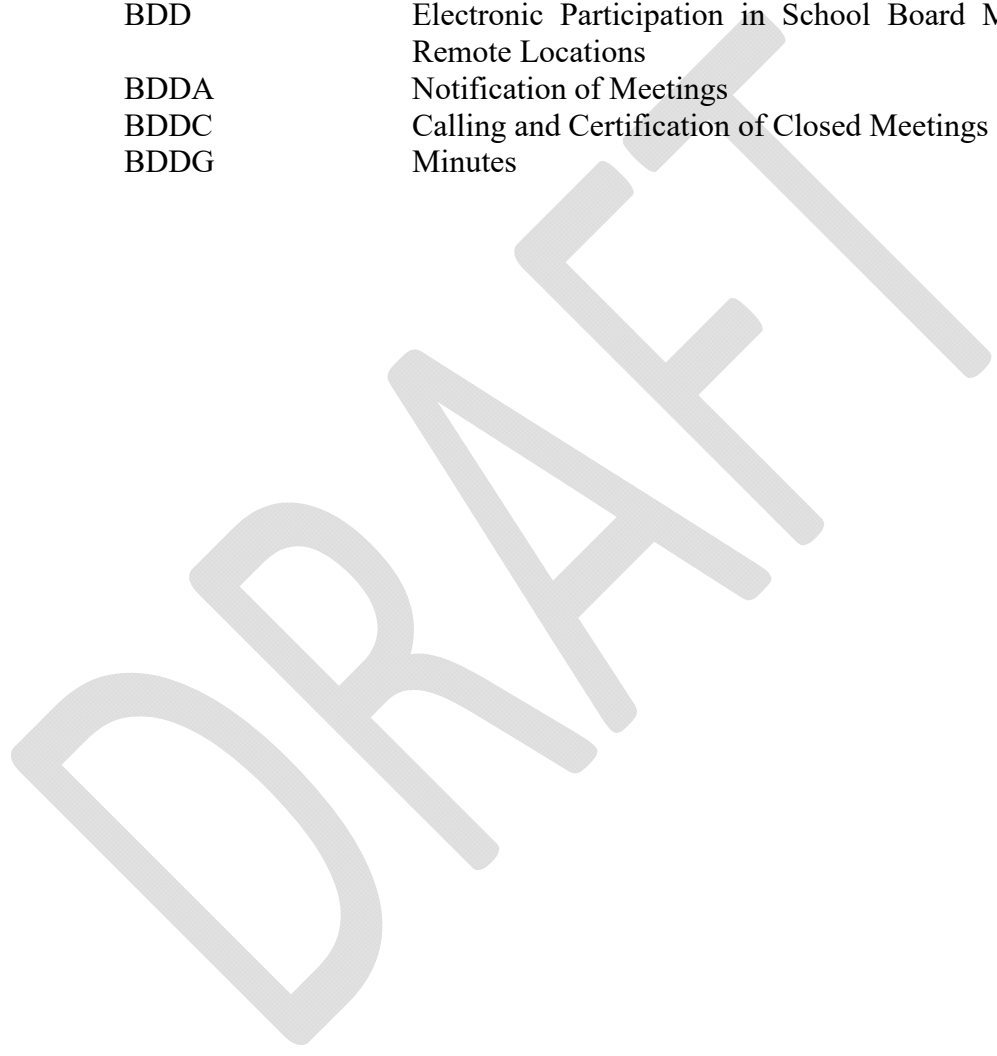 BDD Electronic Participation in School Board
Remote Locations
BDDA Notification of Meetings
BDDC Calling and Certification of Closed Meetings
BDDG Minutes
DRAFT